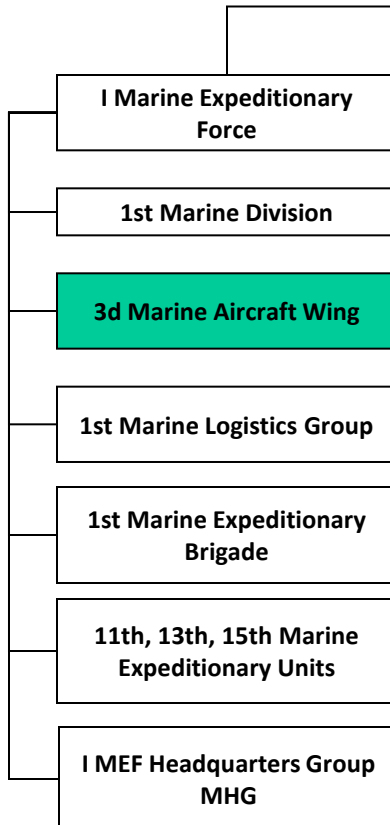 I Marine Expeditionary
Force
1st Marine Division
3d Marine Aircraft Wing
1st Marine Logistics Group
1st Marine Expeditionary
Brigade
11th, 13th, 15th Marine
Expeditionary Units
I MEF Headquarters Group
MHG